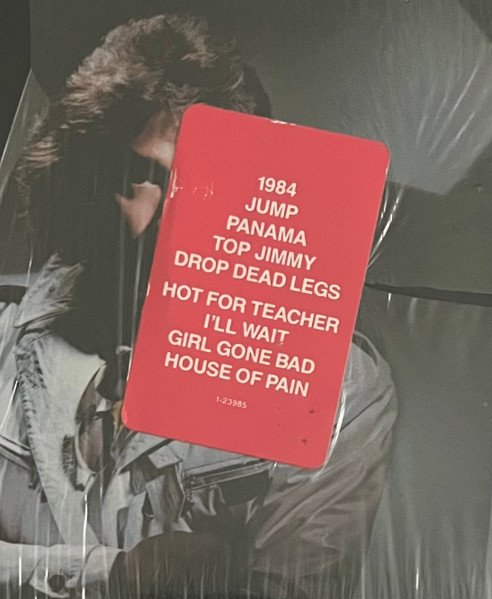 1984
JUMP
PANAMA
TOP JIMMY
DROP DEAD LEGS
HOT FOR TEACHER
I'LL WAIT
GIRL GONE BAD
HOUSE OF PAIN
1-23985